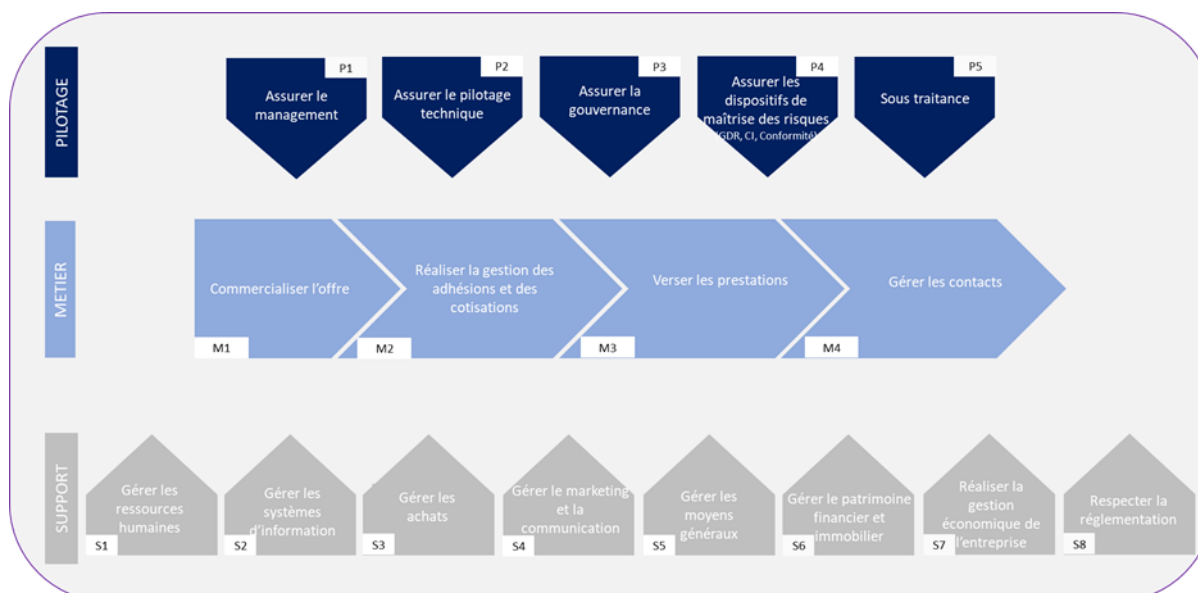 PILOTAGE
P1
Assurer le
management
P2
Assurer le pilotage
technique
P3
Assurer la
gouvernance
P4
Assurer les
dispositifs de
maîtrise des risques
(GDR, CI, Conformité)
P5
Sous traitance
METIER
Commercialiser l'offre
M1
Réaliser la gestion des
adhésions et des
cotisations
M2
Verser les prestations
M3
Gérer les contacts
M4
SUPPORT
Gérer les
ressources
humaines
S1
Gérer les
systèmes
d'information
S2
Gérer les
achats
S3
Gérer le marketing
et la
communication
S4
Gérer les
moyens
généraux
S5
Gérer le patrimoine
financier et
immobilier
S6
Réaliser la
gestion
économique de
l'entreprise
S7
Respecter la
réglementation
S8